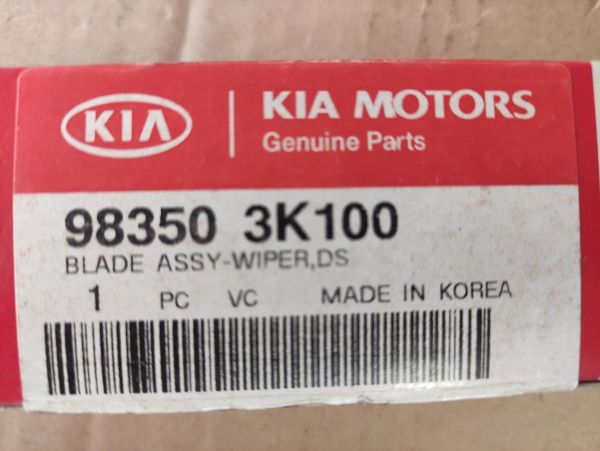 KIA
KIA MOTORS
Genuine Parts
98350 3K100
BLADE ASSY-WIPER,DS
1 PC VC MADE IN KOREA